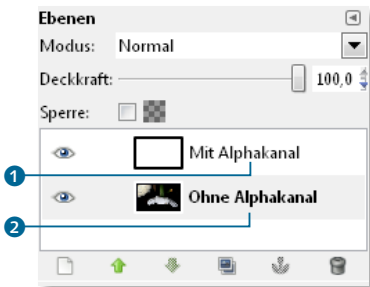 Ebenen
Modus: Normal
Deckkraft: 100,0
Sperre:
Mit Alphakanal
1
Ohne Alphakanal
2